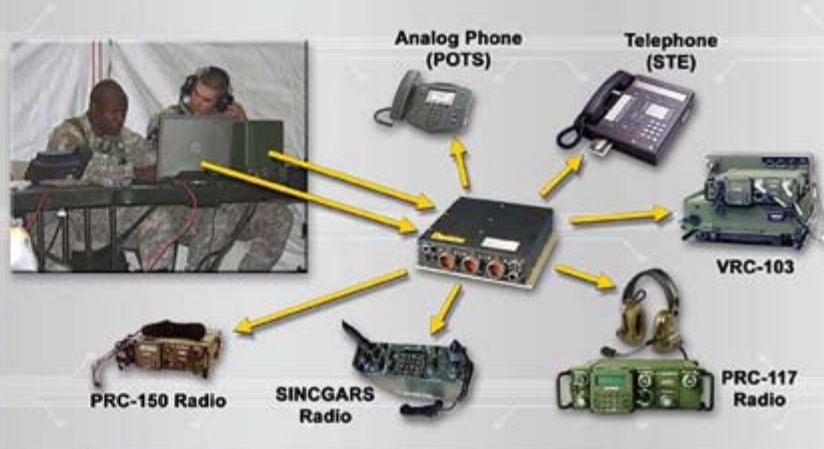 Analog Phone
(POTS)
Telephone
(STE)
VRC-103
PRC-150 Radio
SINCGARS
Radio
PRC-117
Radio